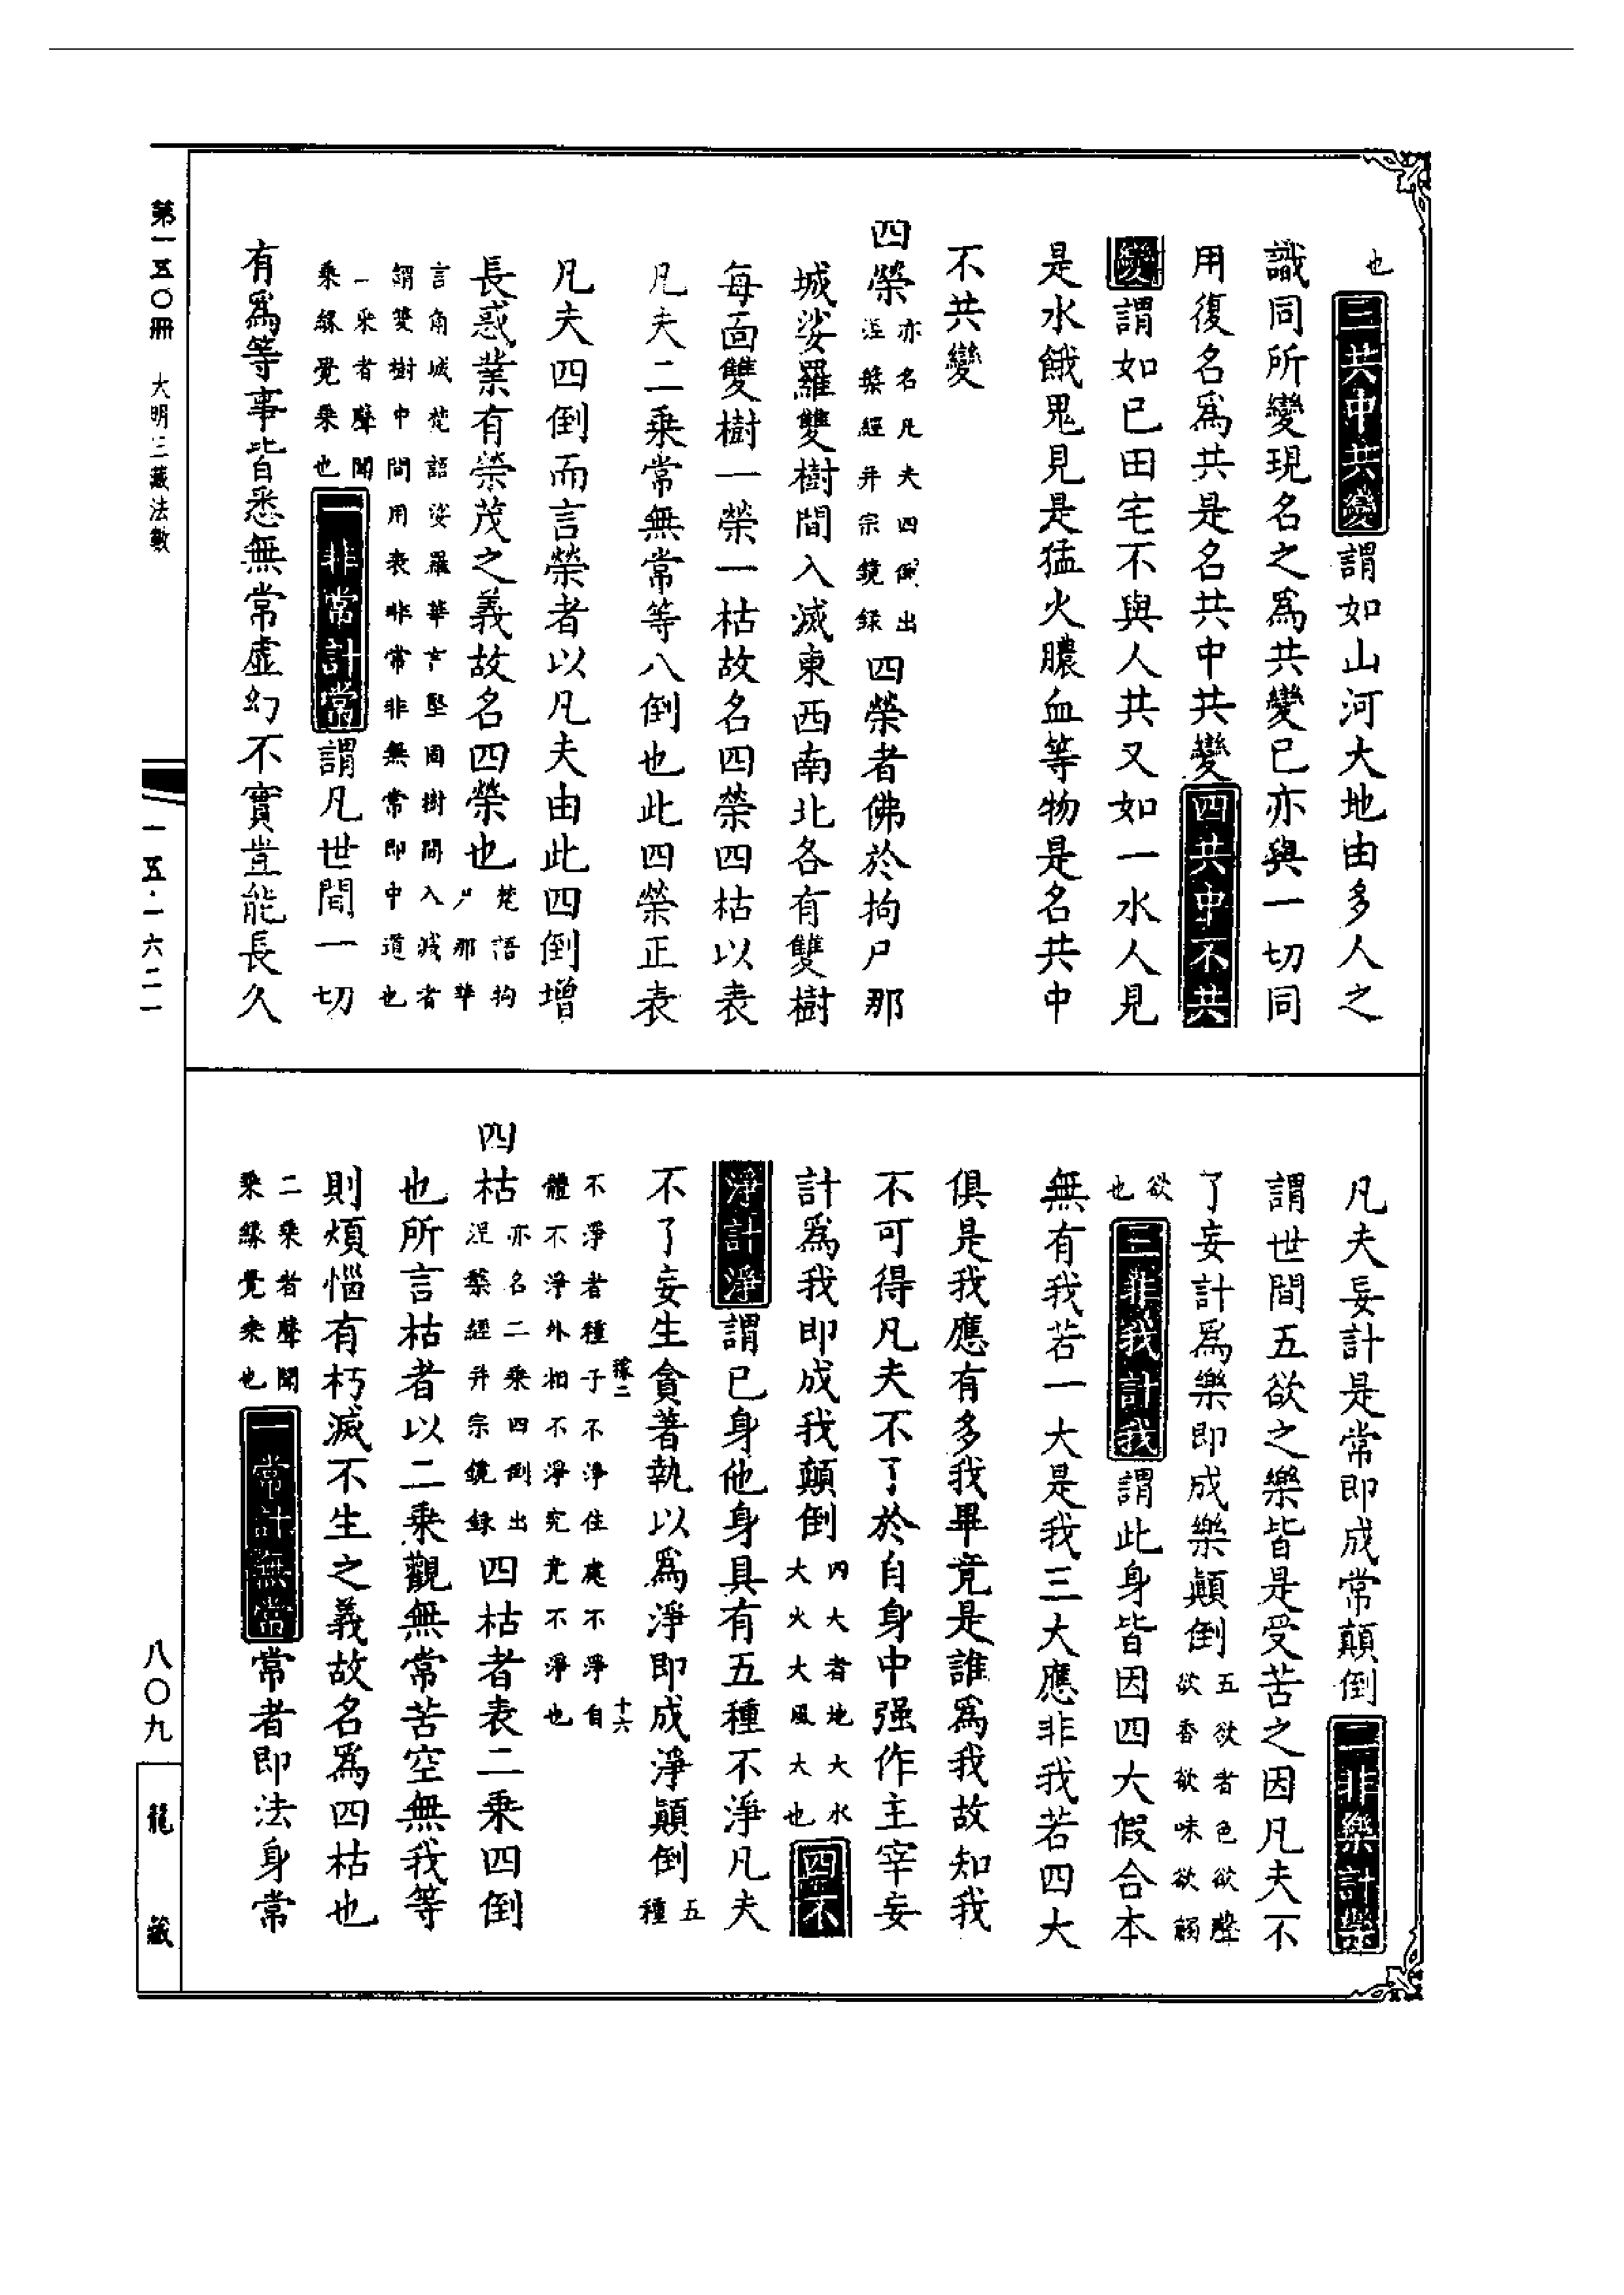 也三共中共變謂如山河大地由多人之
識同所變現名之爲共變已亦與一切同
用復名爲共是名共中共變四共中不共
變謂如已田宅不與人共又如一水人見
是水餓鬼見是猛火膿血等物是名共中
不共變
四榮亦名凡夫四倒出涅槃經并宗鏡錄四榮者佛於拘尸那
城娑羅雙樹間入滅東西南北各有雙樹
每面雙樹一榮一枯故名四榮四枯以表
凡夫二乘常無常等八倒也此四榮正表
凡夫四倒而言榮者以凡夫由此四倒增
長惑業有榮茂之義故名四榮也梵語拘尸那華
言角城梵語娑羅華言堅固樹間入滅者謂雙樹中間用表非常非無常即中道也
一乘者聲聞乘緣覺乘也一非常計常謂凡世間一切
有爲等事皆悉無常虛幻不實豈能長久
凡夫妄計是常即成常顛倒二非樂計樂
謂世間五欲之樂皆是受苦之因凡夫不
了妄計爲樂即成樂顛倒五欲者色欲聲欲香欲味欲觸
欲也三非我計我謂此身皆因四大假合本
無有我若一大是我三大應非我若四大
俱是我應有多我畢竟是誰爲我故知我
不可得凡夫不了於自身中强作主宰妄
計爲我即成我顛倒內大者地大水大火大風大也四不
淨計淨謂已身他身具有五種不淨凡夫
不了妄生貪著執以爲淨即成淨顛倒五種
不淨者種子不淨住處不淨自體不淨外相不淨究竟不淨也
四枯亦名二乘四倒出涅槃經并宗鏡錄四枯者表二乘四倒
也所言枯者以二乘觀無常苦空無我等
則煩惱有朽滅不生之義故名爲四枯也
二乘者聲聞乘緣覺乘也一常計無常常者即法身常
第一五〇冊 大明三藏法數
一五·一六二一
八〇九
龍藏
十六